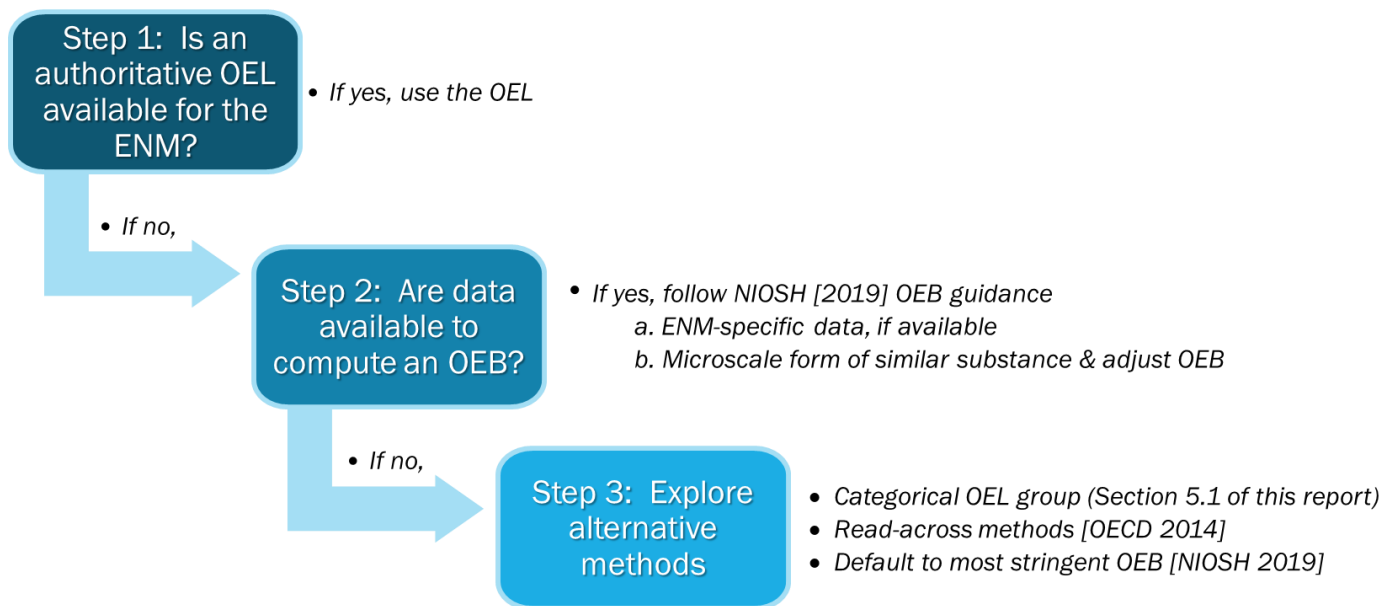 Step 1: Is an
authoritative OEL
available for the
ENM?
• If yes, use the OEL
• If no,
Step 2: Are data
available to
compute an OEB?
• If yes, follow NIOSH [2019] OEB guidance
a. ENM-specific data, if available
b. Microscale form of similar substance & adjust OEB
• If no,
Step 3: Explore
alternative
methods
• Categorical OEL group (Section 5.1 of this report)
• Read-across methods [OECD 2014]
• Default to most stringent OEB [NIOSH 2019]